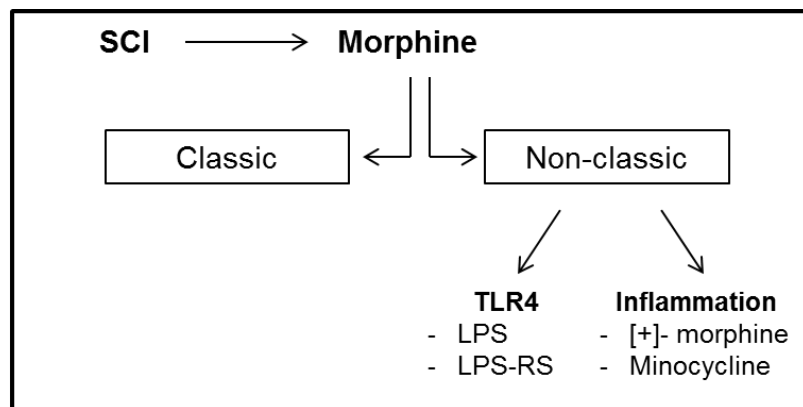 SCI Morphine
Classic Non-classic
TLR4 Inflammation
- LPS - [+]- morphine
- LPS-RS - Minocycline